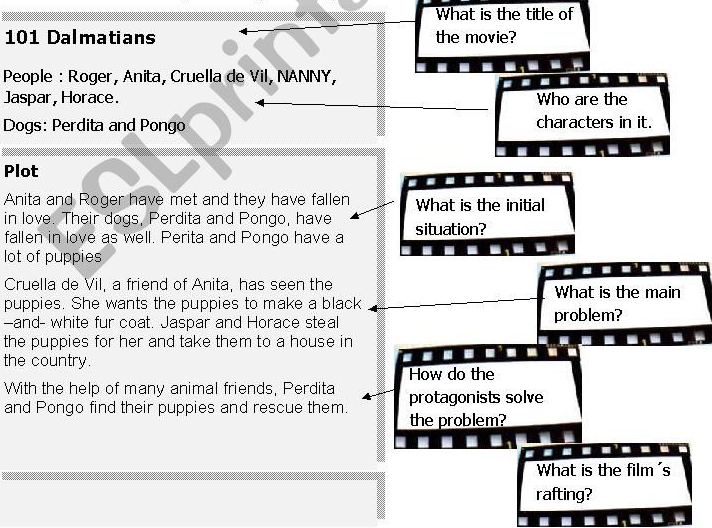 101 Dalmatians
People : Roger, Anita, Cruella de Vil, NANNY,
Jaspar, Horace.
Dogs: Perdita and Pongo
Plot
Anita and Roger have met and they have fallen
in love. Their dogs, Perdita and Pongo, have
fallen in love as well. Perita and Pongo have a
lot of puppies
Cruella de Vil, a friend of Anita, has seen the
puppies. She wants the puppies to make a black
–and- white fur coat. Jaspar and Horace steal
the puppies for her and take them to a house in
the country.
With the help of many animal friends, Perdita
and Pongo find their puppies and rescue them.
What is the title of
the movie?
Who are the
characters in it.
What is the initial
situation?
What is the main
problem?
How do the
protagonists solve
the problem?
What is the film´s
rafting?